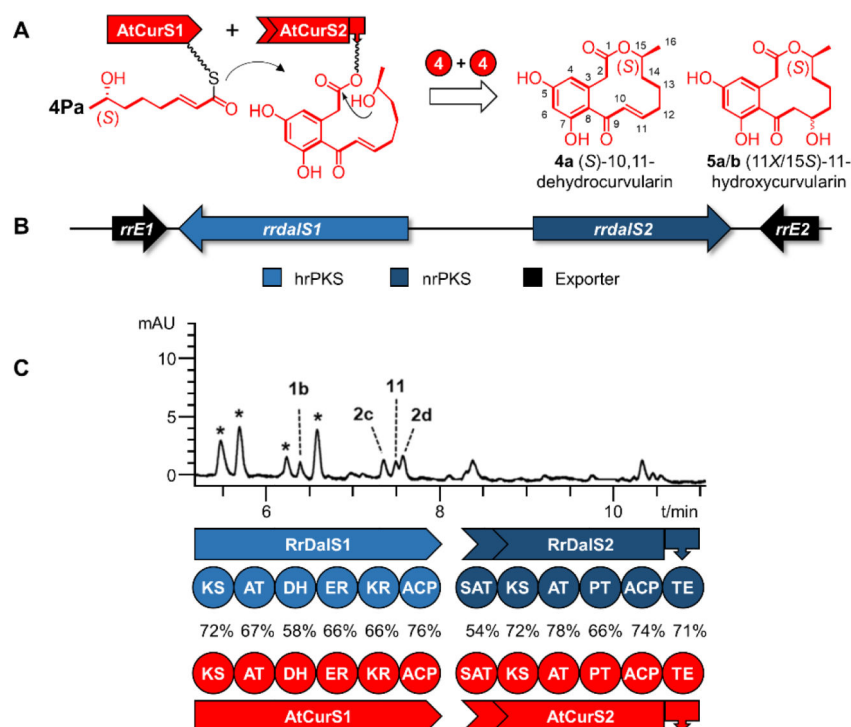 A
AtCurS1 + AtCurS2
4 + 4
OH
S
O
4Pa
(S)
O
O
HO
HO
OH
O
1 O 15 16
O (S) 14
2
4 3 13
HO
5
6 8 10 12
7 9 11
OH O
4a (S)-10,11-
dehydrocurvularin
O
O (S)
HO
OH O OH
5a/b (11X/15S)-11-
hydroxycurvularin
B
rrE1 rrdalS1 rrdalS2 rrE2
hrPKS nrPKS Exporter
C
mAU
10
5
0
* * * 1b * 2c 11 2d
6 8 10 t/min
RrDalS1 RrDalS2
KS AT DH ER KR ACP SAT KS AT PT ACP TE
72% 67% 58% 66% 66% 76% 54% 72% 78% 66% 74% 71%
KS AT DH ER KR ACP SAT KS AT PT ACP TE
AtCurS1 AtCurS2